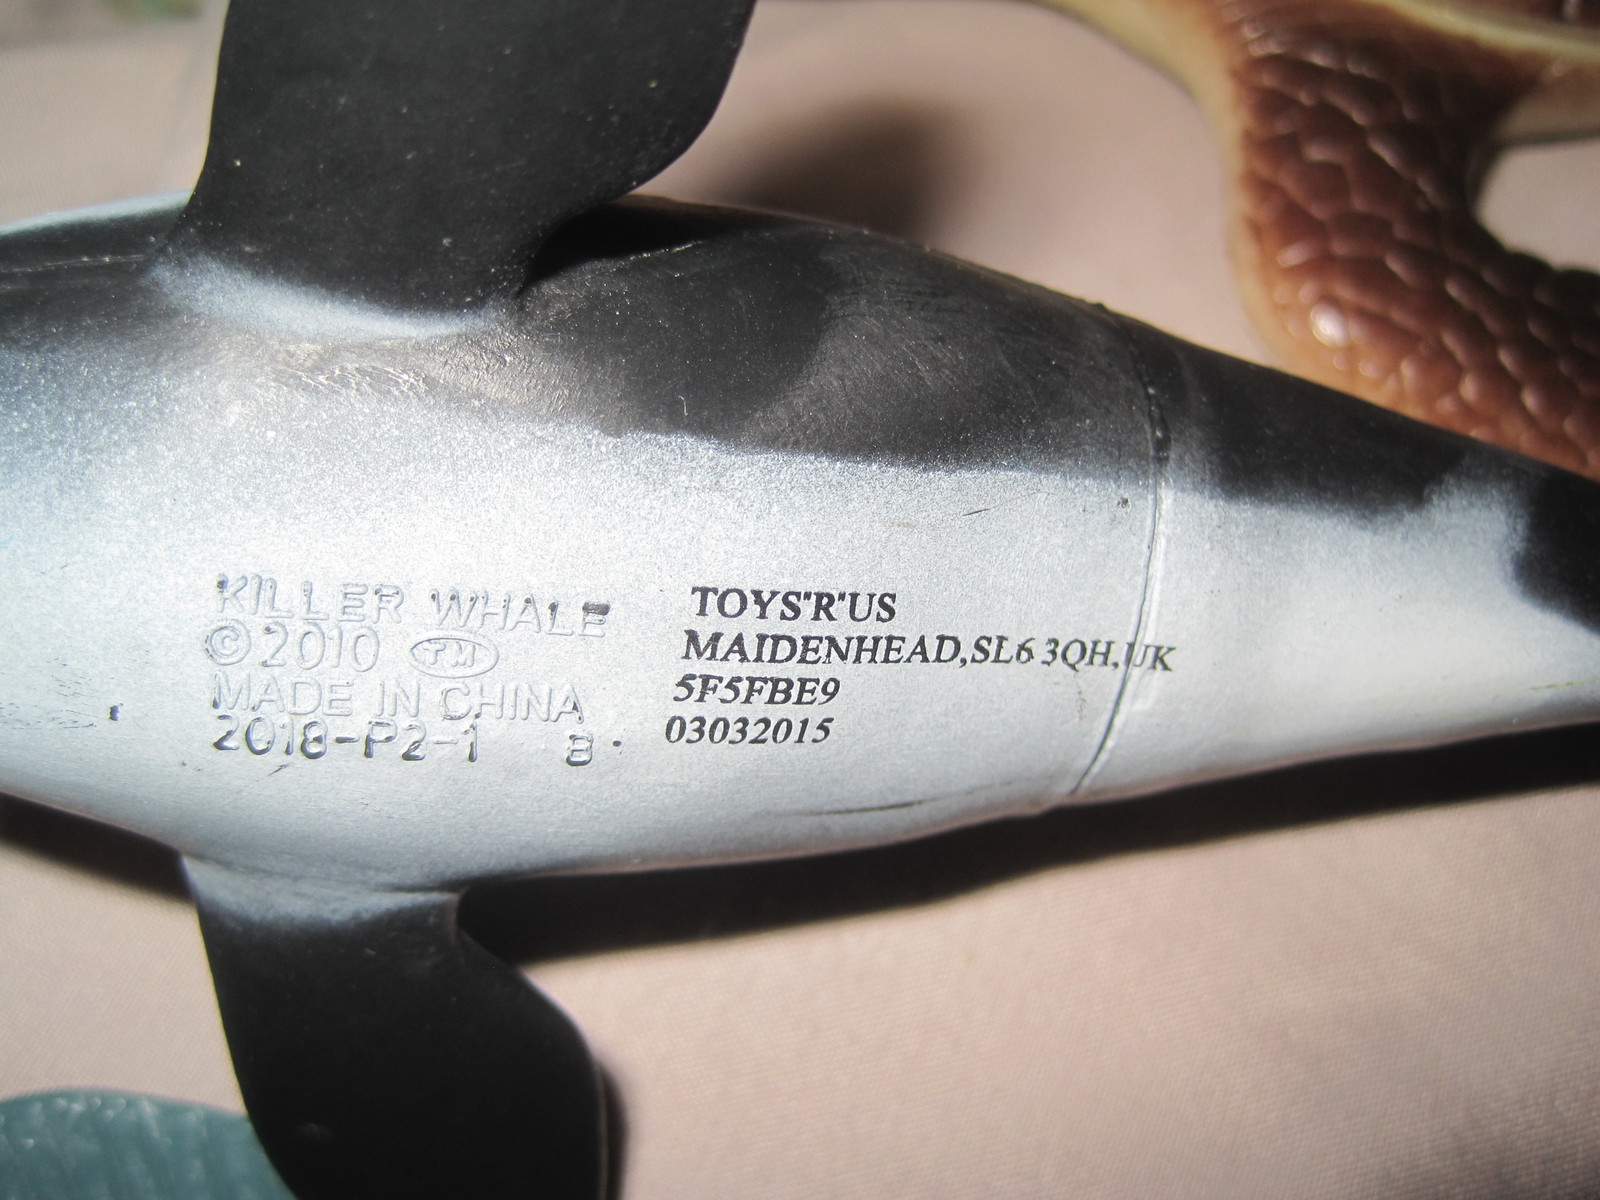 KILLER WHALE
©2010 TM
MADE IN CHINA
2018-P2-1 B
TOYS"R"US
MAIDENHEAD,SL6 3QH,UK
5F5FBE9
03032015